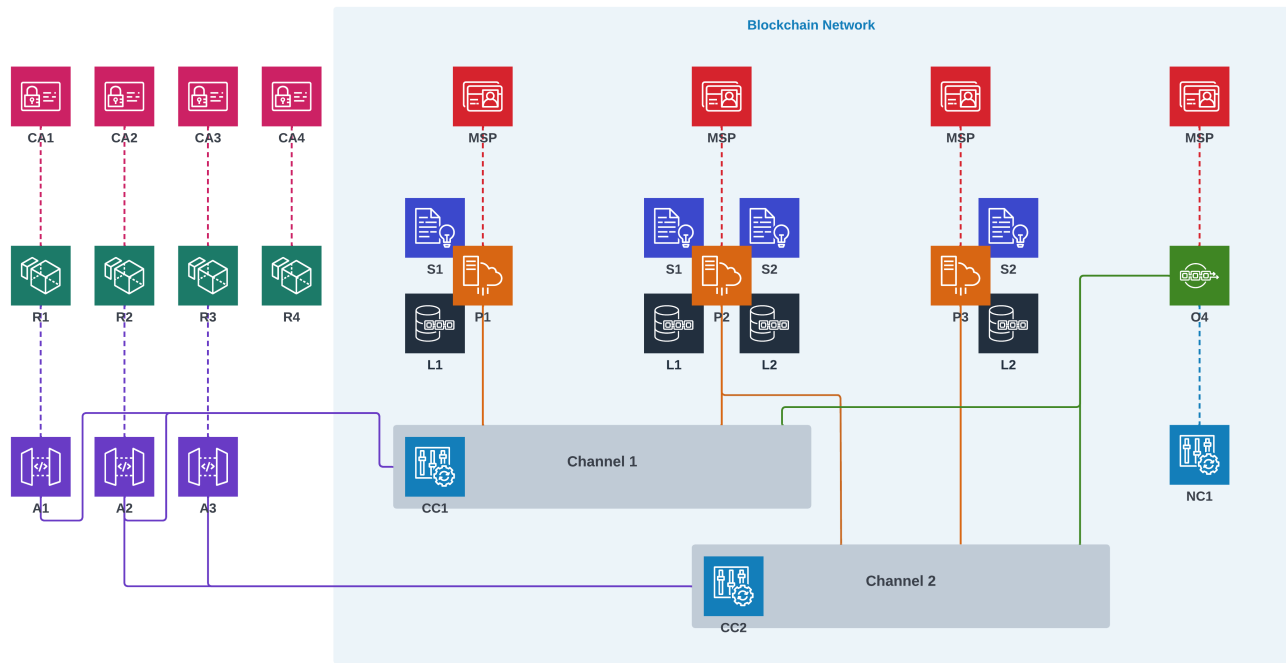 Blockchain Network
CA1 CA2 CA3 CA4 MSP MSP MSP MSP
S1 S1 S2 S2
R1 R2 R3 R4 P1 P2 P3 O4
L1 L1 L2 L2
Channel 1
A1 A2 A3 CC1 NC1
Channel 2
CC2